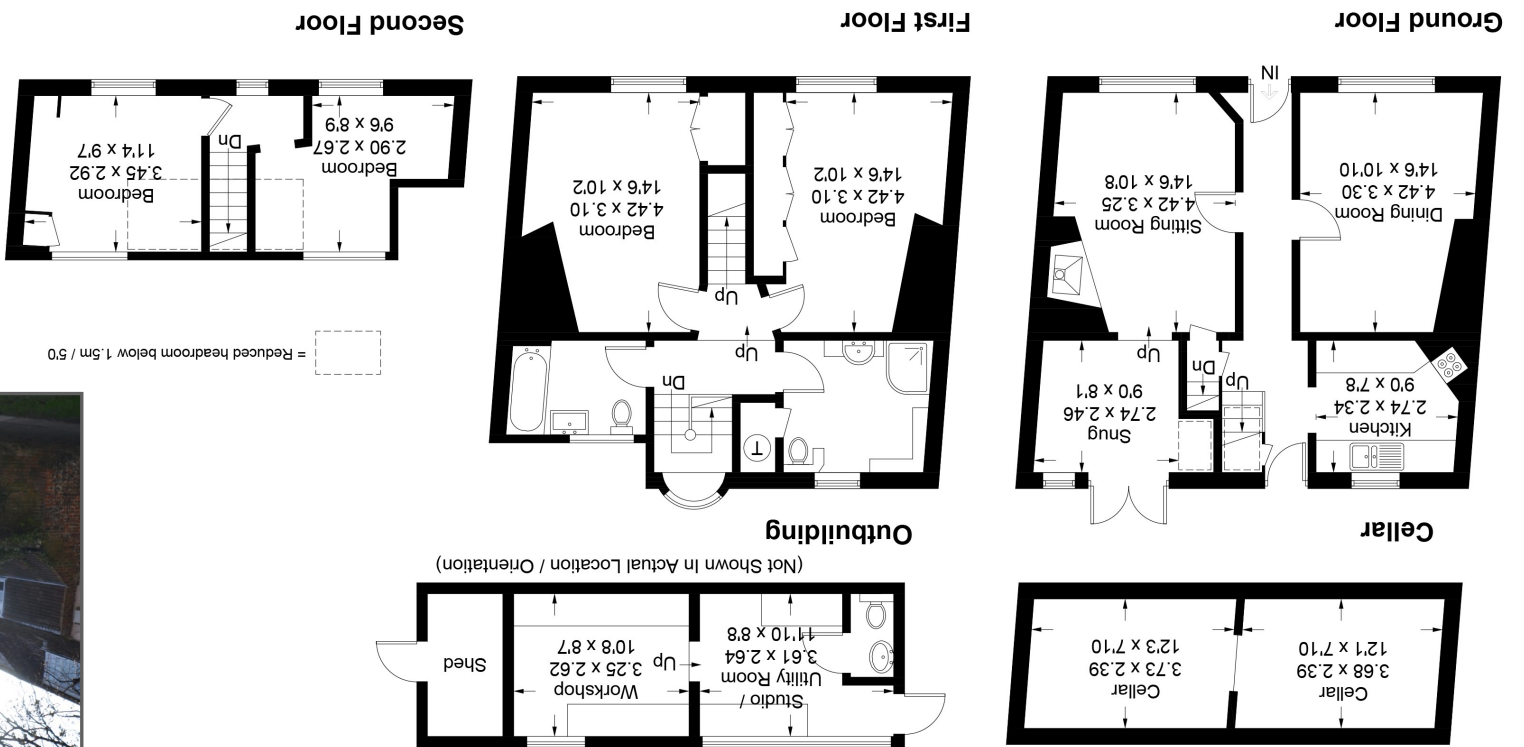 Cellar
3.68 x 2.39
12'1 x 7'10
Cellar
3.73 x 2.39
12'3 x 7'10
Cellar
Studio /
Utility Room
3.61 x 2.64
11'10 x 8'8
Up
Workshop
3.25 x 2.62
10'8 x 8'7
Shed
(Not Shown In Actual Location / Orientation)
Outbuilding
Kitchen
2.74 x 2.34
9'0 x 7'8
Up
Dn
Snug
2.74 x 2.46
9'0 x 8'1
Up
Dining Room
4.42 x 3.30
14'6 x 10'10
Sitting Room
4.42 x 3.25
14'6 x 10'8
IN
Ground Floor
T
Dn
Up
Up
Bedroom
4.42 x 3.10
14'6 x 10'2
Bedroom
4.42 x 3.10
14'6 x 10'2
First Floor
= Reduced headroom below 1.5m / 5'0
Bedroom
2.90 x 2.67
9'6 x 8'9
Dn
Bedroom
3.45 x 2.92
11'4 x 9'7
Second Floor